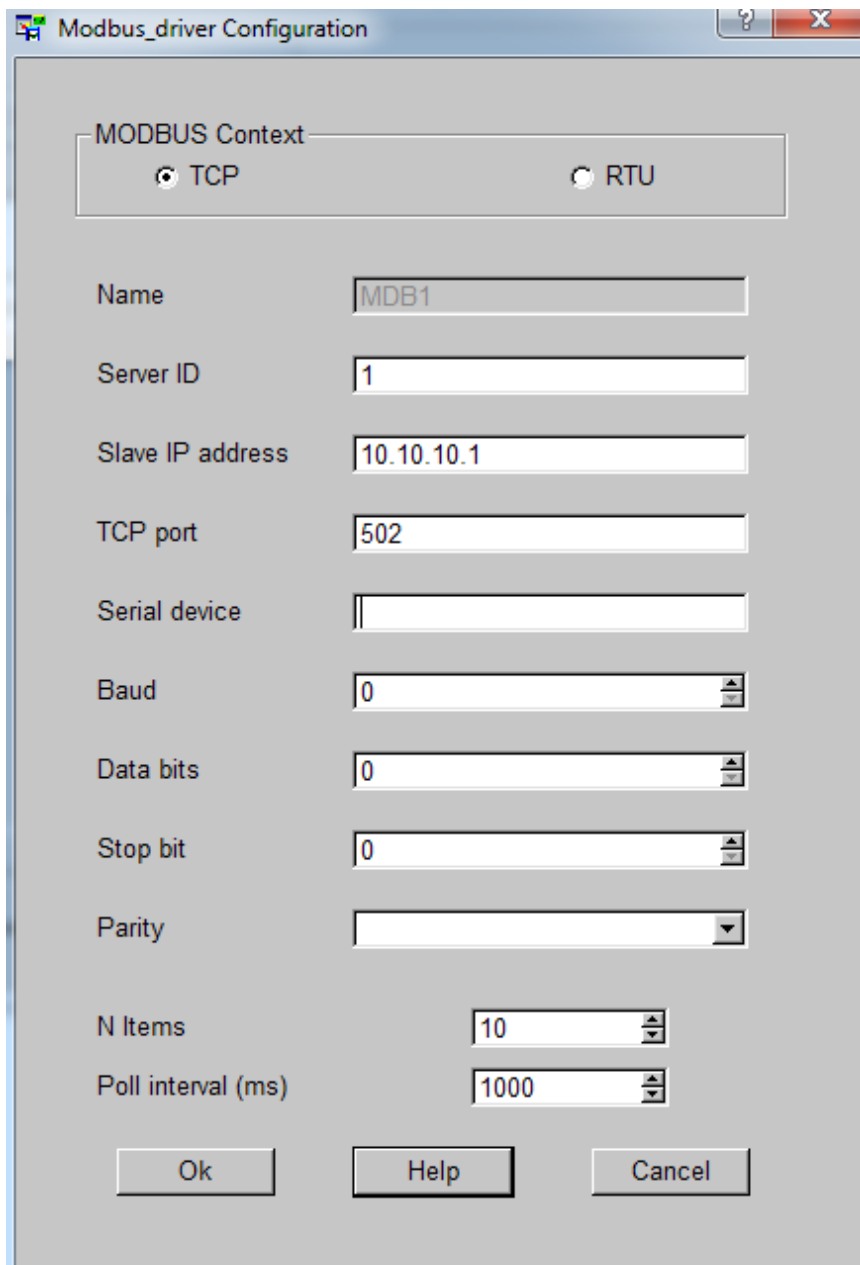 Modbus_driver Configuration
MODBUS Context
TCP RTU
Name MDB1
Server ID 1
Slave IP address 10.10.10.1
TCP port 502
Serial device
Baud 0
Data bits 0
Stop bit 0
Parity
N Items 10
Poll interval (ms) 1000
Ok Help Cancel